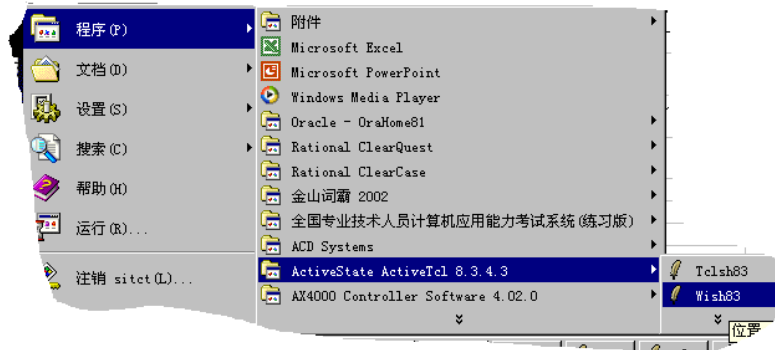 程序(P)
文档(D)
设置(S)
搜索(C)
帮助(H)
运行(R)...
注销 sitct(L)...
附件
Microsoft Excel
Microsoft PowerPoint
Windows Media Player
Oracle - OraHome81
Rational ClearQuest
Rational ClearCase
金山词霸 2002
全国专业技术人员计算机应用能力考试系统(练习版)
ACD Systems
ActiveState ActiveTcl 8.3.4.3
AX4000 Controller Software 4.02.0
Tclsh83
Wish83
位置